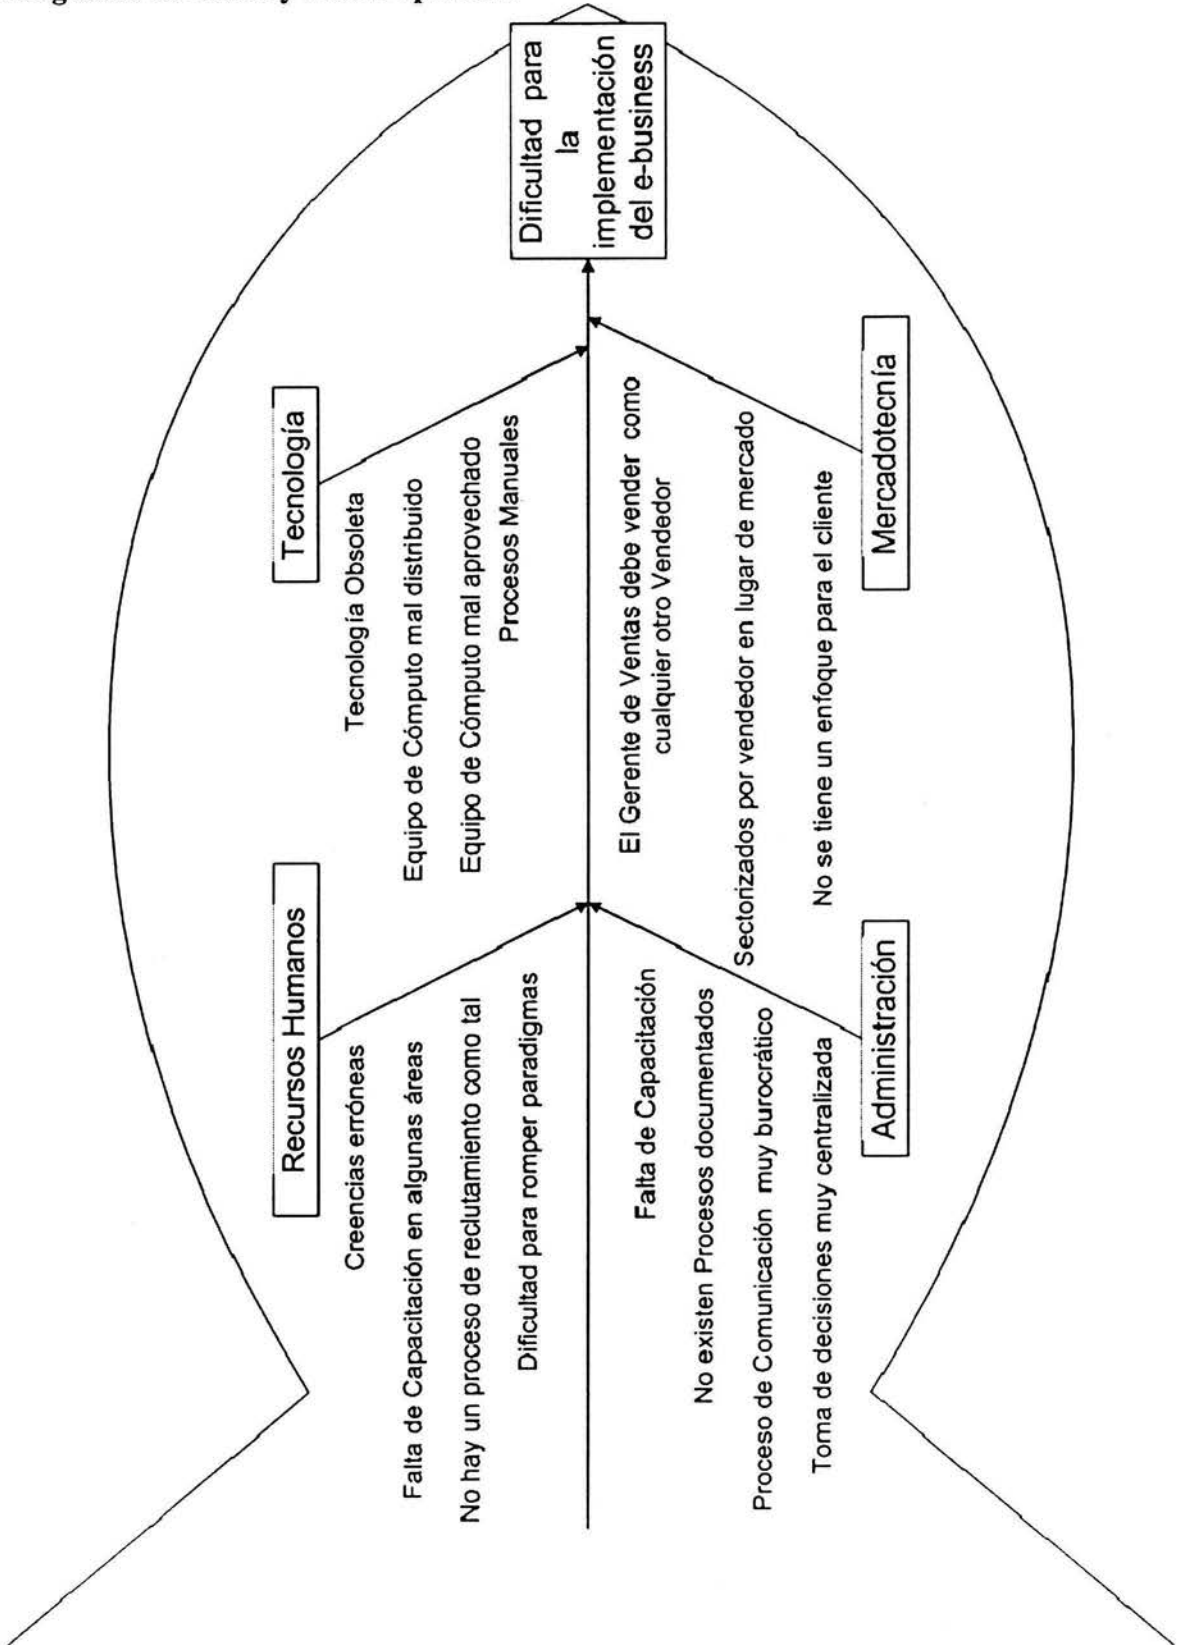 Dificultad para
la
implementación
del e-business
Recursos Humanos
Creencias erróneas
Falta de Capacitación en algunas áreas
No hay un proceso de reclutamiento como tal
Dificultad para romper paradigmas
Tecnología
Tecnología Obsoleta
Equipo de Cómputo mal distribuido
Equipo de Cómputo mal aprovechado
Procesos Manuales
Falta de Capacitación
No existen Procesos documentados
Proceso de Comunicación muy burocrático
Toma de decisiones muy centralizada
Administración
El Gerente de Ventas debe vender como
cualquier otro Vendedor
Sectorizados por vendedor en lugar de mercado
No se tiene un enfoque para el cliente
Mercadotecnía